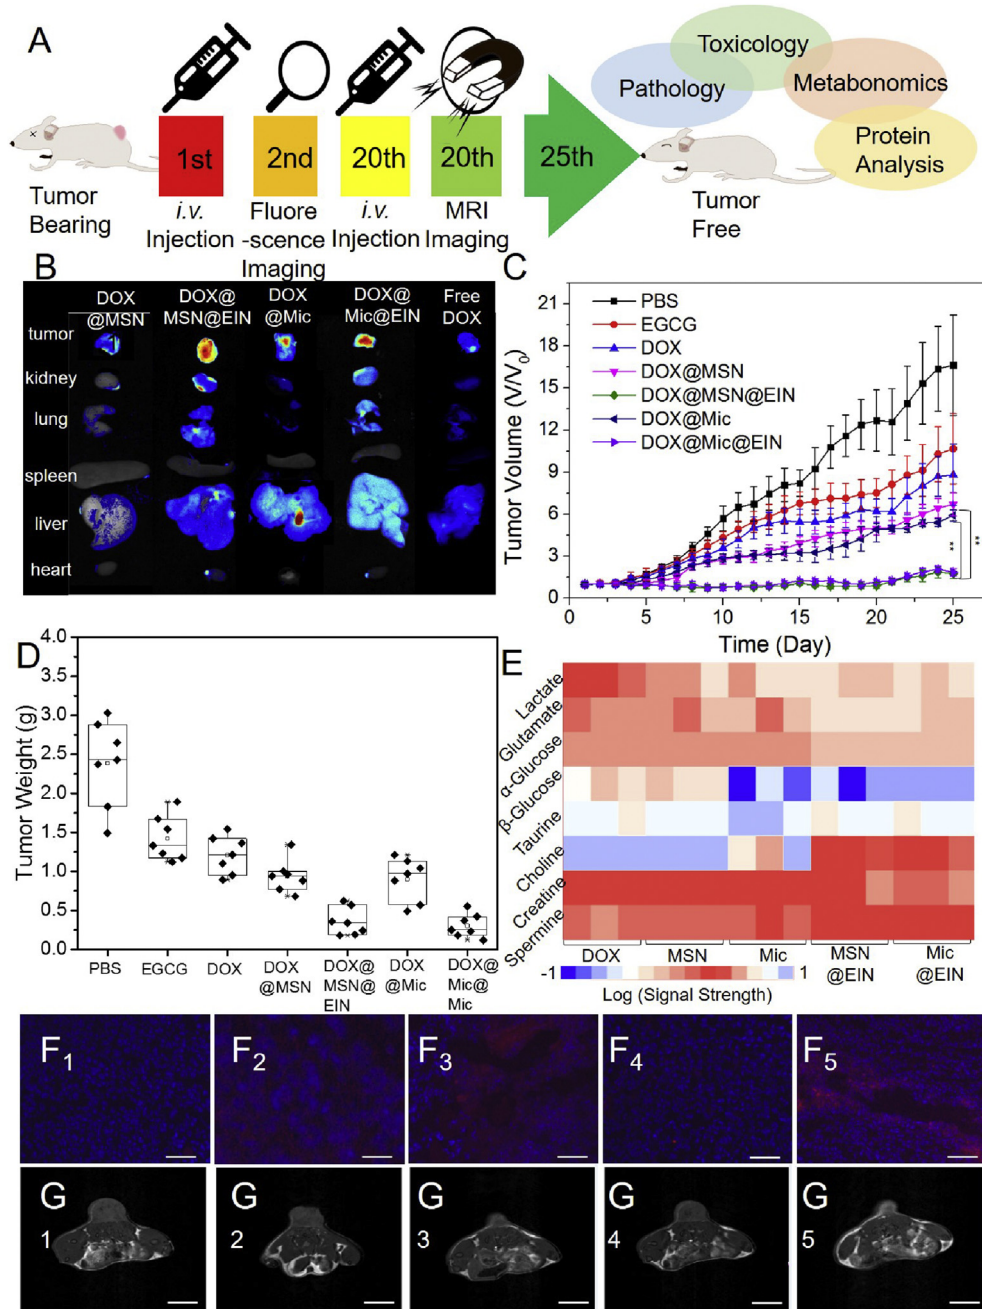 A
1st
2nd
20th
20th
25th
Tumor
Bearing
i.v.
Injection
Fluore
-scence
Imaging
i.v.
Injection
MRI
Imaging
Toxicology
Pathology
Metabonomics
Protein
Analysis
Tumor
Free
B
DOX
@MSN
DOX@
MSN@EIN
DOX
@Mic
DOX@
Mic@EIN
Free
DOX
tumor
kidney
lung
spleen
liver
heart
C
Tumor Volume (V/V0)
21
18
15
12
9
6
3
0
PBS
EGCG
DOX
DOX@MSN
DOX@MSN@EIN
DOX@Mic
DOX@Mic@EIN
**
**
0 5 10 15 20 25
Time (Day)
D
Tumor Weight (g)
4.0
3.5
3.0
2.5
2.0
1.5
1.0
0.5
0.0
PBS
EGCG
DOX
DOX
@MSN
DOX@
MSN@
EIN
DOX
@Mic
DOX@
Mic@
Mic
E
Lactate
Glutamate
α-Glucose
β-Glucose
Taurine
Choline
Creatine
Spermine
DOX
MSN
Mic
MSN
@EIN
Mic
@EIN
-1
1
Log (Signal Strength)
F1
F2
F3
F4
F5
G
1
G
2
G
3
G
4
G
5